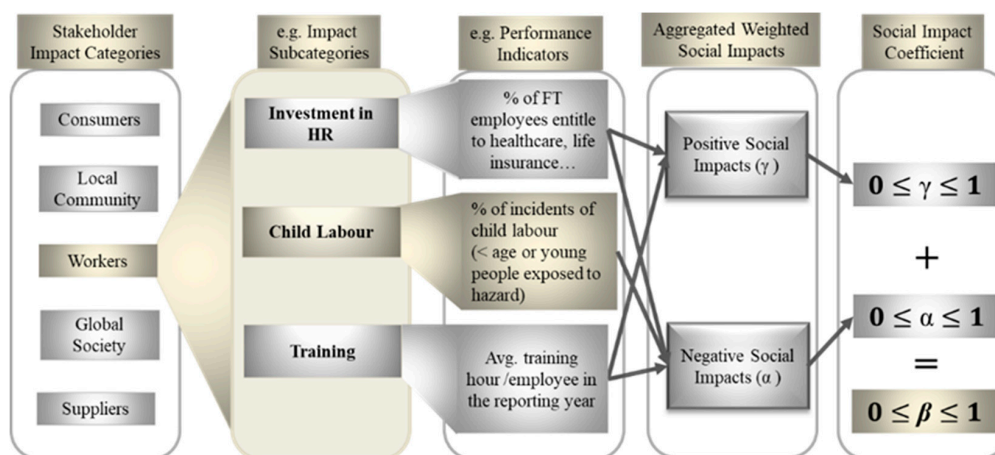 Stakeholder
Impact Categories
e.g. Impact
Subcategories
e.g. Performance
Indicators
Aggregated Weighted
Social Impacts
Social Impact
Coefficient
Consumers
Local
Community
Workers
Global
Society
Suppliers
Investment in
HR
Child Labour
Training
% of FT
employees entitle
to healthcare, life
insurance…
% of incidents of
child labour
(< age or young
people exposed to
hazard)
Avg. training
hour /employee in
the reporting year
Positive Social
Impacts (γ )
Negative Social
Impacts (α )
0 ≤ γ ≤ 1
+
0 ≤ α ≤ 1
=
0 ≤ β ≤ 1